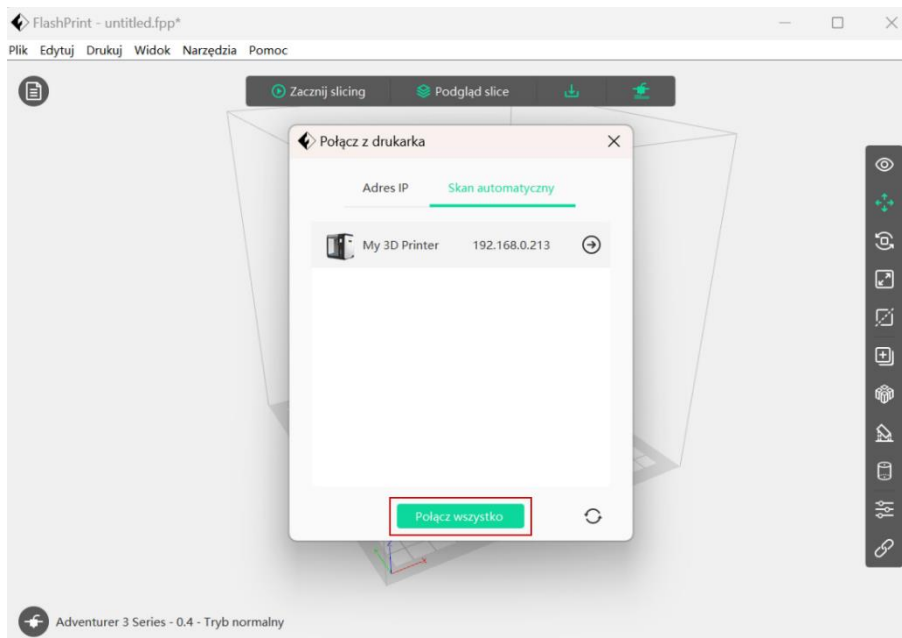 FlashPrint - untitled.fpp*
Plik Edytuj Drukuj Widok Narzędzia Pomoc
Zacznij slicing Podgląd slice
Połącz z drukarka
Adres IP Skan automatyczny
My 3D Printer 192.168.0.213
Połącz wszystko
Adventurer 3 Series - 0.4 - Tryb normalny